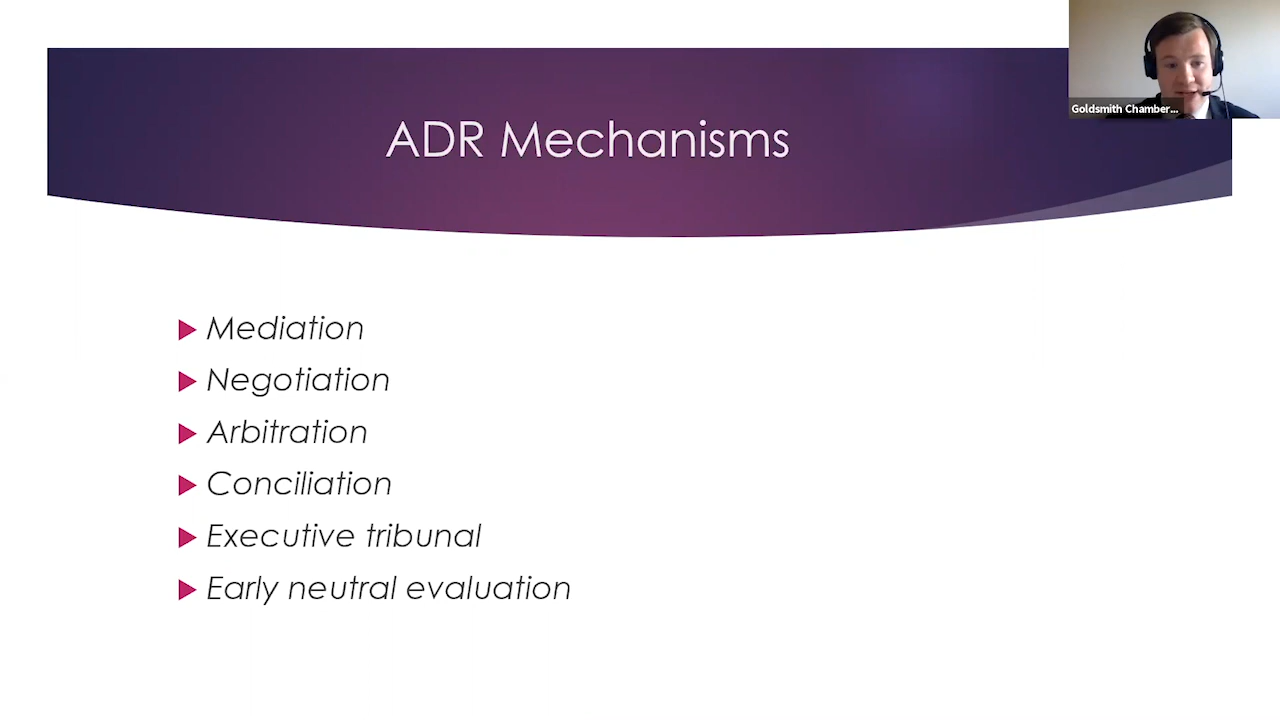 Goldsmith Chamber...
ADR Mechanisms
Mediation
Negotiation
Arbitration
Conciliation
Executive tribunal
Early neutral evaluation